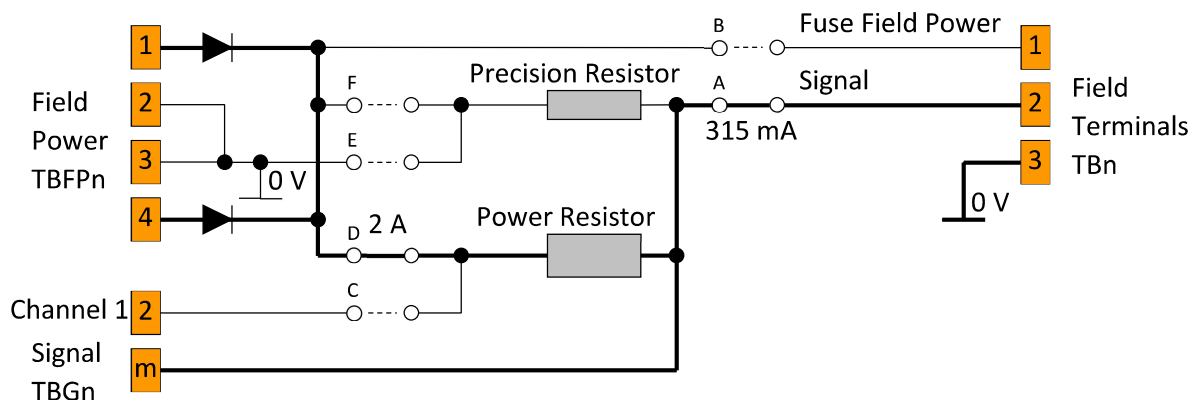 1
B
Fuse Field Power
1
F
Precision Resistor
A
Signal
Field
Power
TBFPn
2
315 mA
2
Field
Terminals
TBn
3
E
0 V
3
0 V
4
D
2 A
Power Resistor
C
Channel 1
2
Signal
TBGn
m